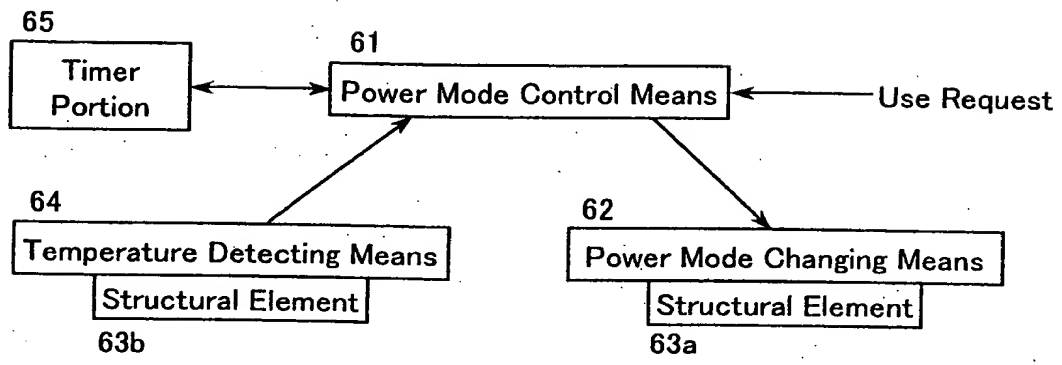 65
Timer
Portion
61
Power Mode Control Means
Use Request
64
Temperature Detecting Means
Structural Element
63b
62
Power Mode Changing Means
Structural Element
63a